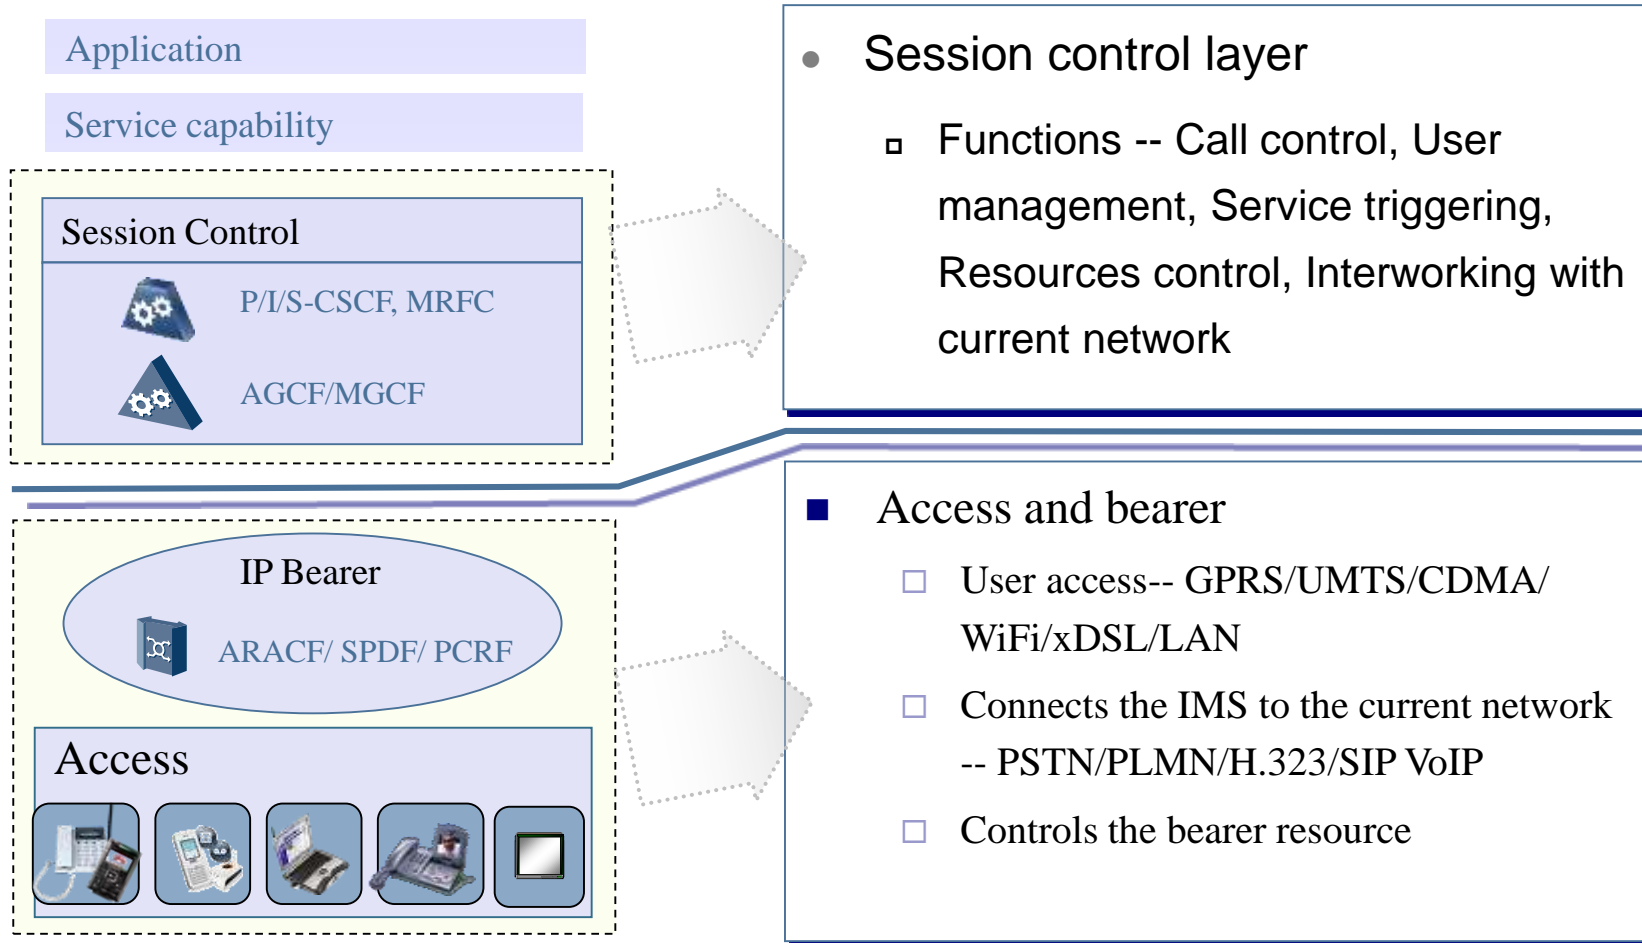 Application
Service capability
Session Control
P/I/S-CSCF, MRFC
AGCF/MGCF
Session control layer
Functions -- Call control, User
management, Service triggering,
Resources control, Interworking with
current network
IP Bearer
ARACF/ SPDF/ PCRF
Access
Access and bearer
User access-- GPRS/UMTS/CDMA/
WiFi/xDSL/LAN
Connects the IMS to the current network
-- PSTN/PLMN/H.323/SIP VoIP
Controls the bearer resource